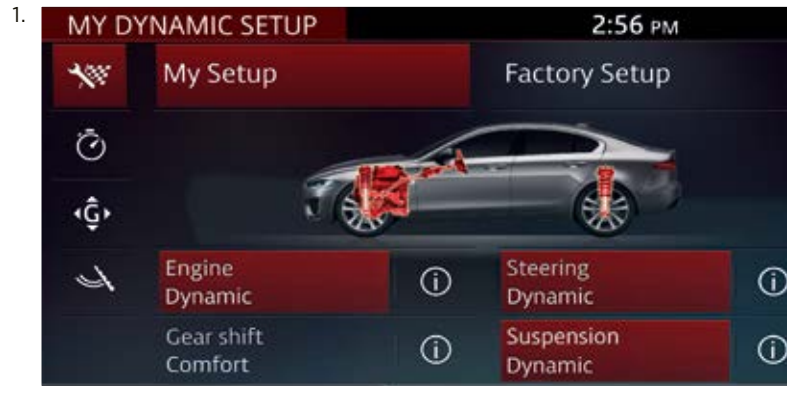 1.
MY DYNAMIC SETUP 2:56 PM
My Setup Factory Setup
G
Engine Steering
Dynamic Dynamic
Gear shift Suspension
Comfort Dynamic